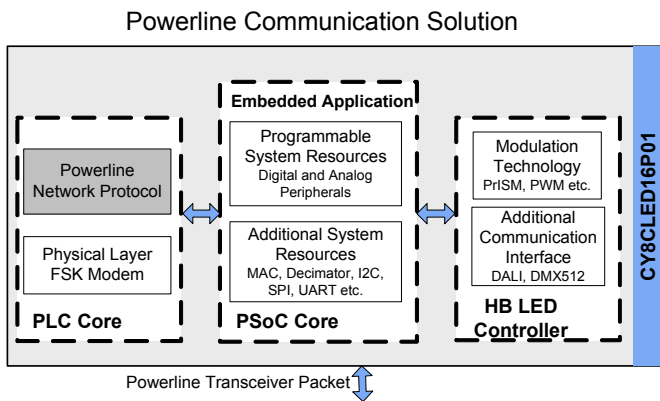 Powerline Communication Solution
Powerline
Network Protocol
Physical Layer
FSK Modem
PLC Core
Embedded Application
Programmable
System Resources
Digital and Analog
Peripherals
Additional System
Resources
MAC, Decimator, I2C,
SPI, UART etc.
PSoC Core
Modulation
Technology
PrISM, PWM etc.
Additional
Communication
Interface
DALI, DMX512
HB LED
Controller
CY8CLED16P01
Powerline Transceiver Packet